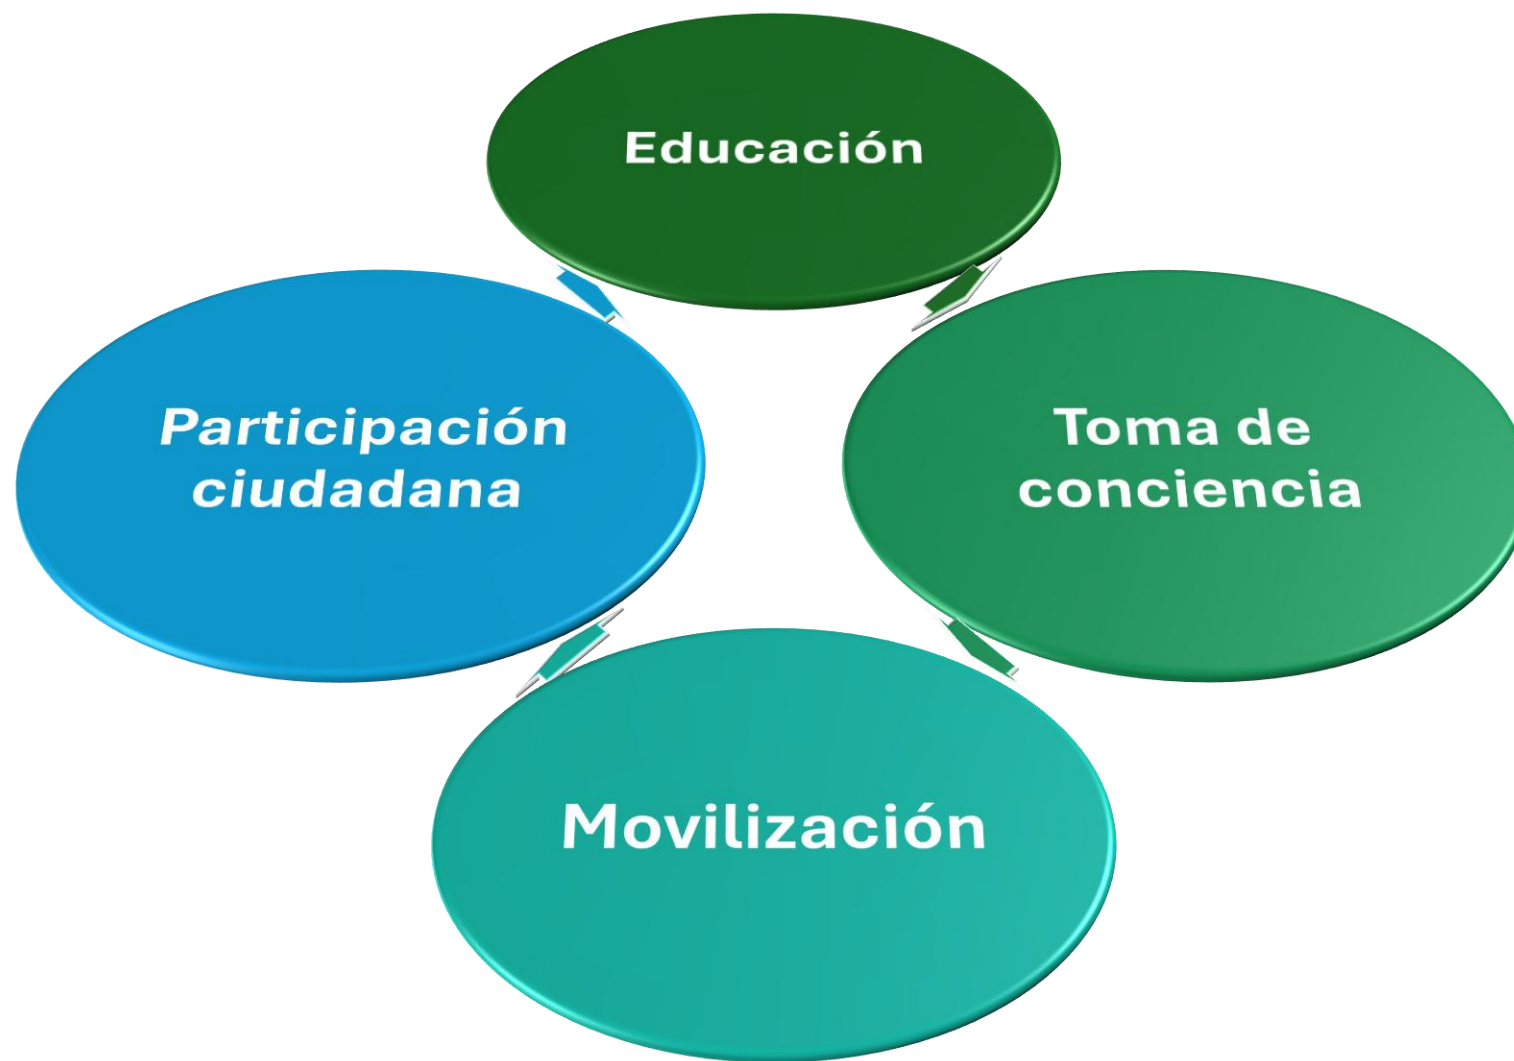 Educación
Participación
ciudadana
Toma de
conciencia
Movilización